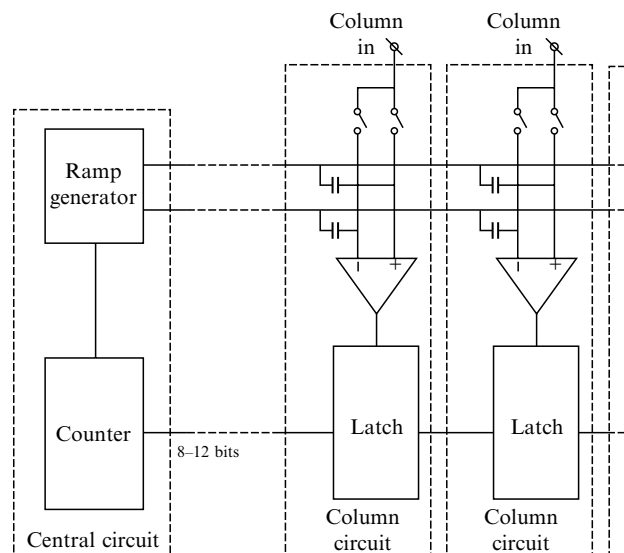 Column
in
Column
in
Ramp
generator
−
+
−
+
Counter
8–12 bits
Latch
Latch
Central circuit
Column
circuit
Column
circuit